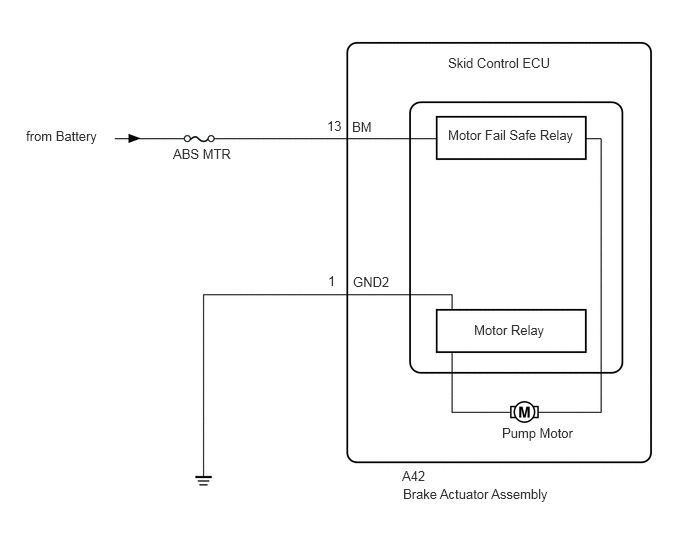 Skid Control ECU
13 BM
Motor Fail Safe Relay
from Battery
ABS MTR
1 GND2
Motor Relay
M
Pump Motor
A42
Brake Actuator Assembly